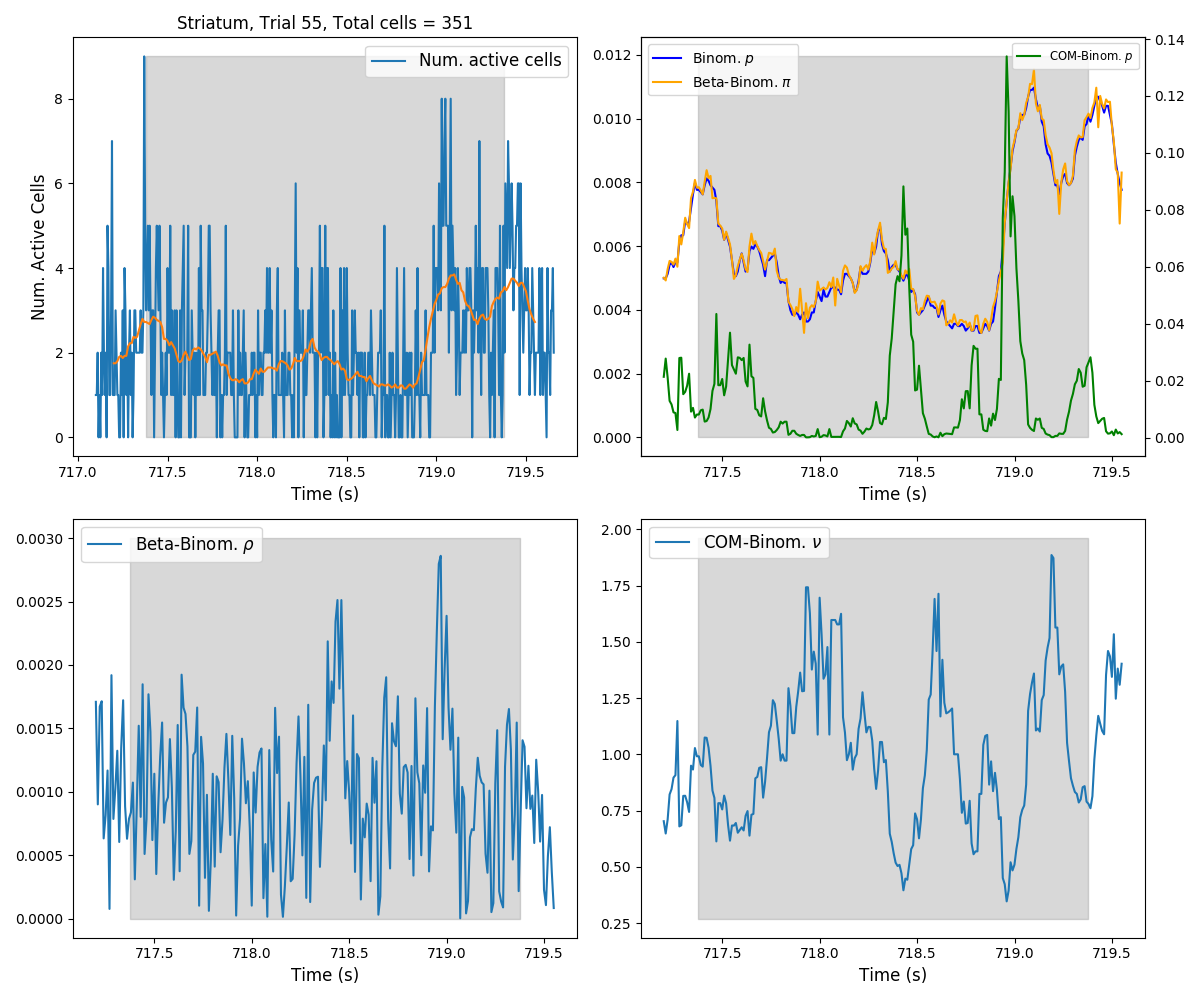 Striatum, Trial 55, Total cells = 351
Num. active cells
Num. Active Cells
8
6
4
2
0
717.0 717.5 718.0 718.5 719.0 719.5
Time (s)
Binom. p
Beta-Binom. π
COM-Binom. p
0.012
0.010
0.008
0.006
0.004
0.002
0.000
0.14
0.12
0.10
0.08
0.06
0.04
0.02
0.00
717.5 718.0 718.5 719.0 719.5
Time (s)
Beta-Binom. ρ
0.0030
0.0025
0.0020
0.0015
0.0010
0.0005
0.0000
717.5 718.0 718.5 719.0 719.5
Time (s)
COM-Binom. ν
2.00
1.75
1.50
1.25
1.00
0.75
0.50
0.25
717.5 718.0 718.5 719.0 719.5
Time (s)